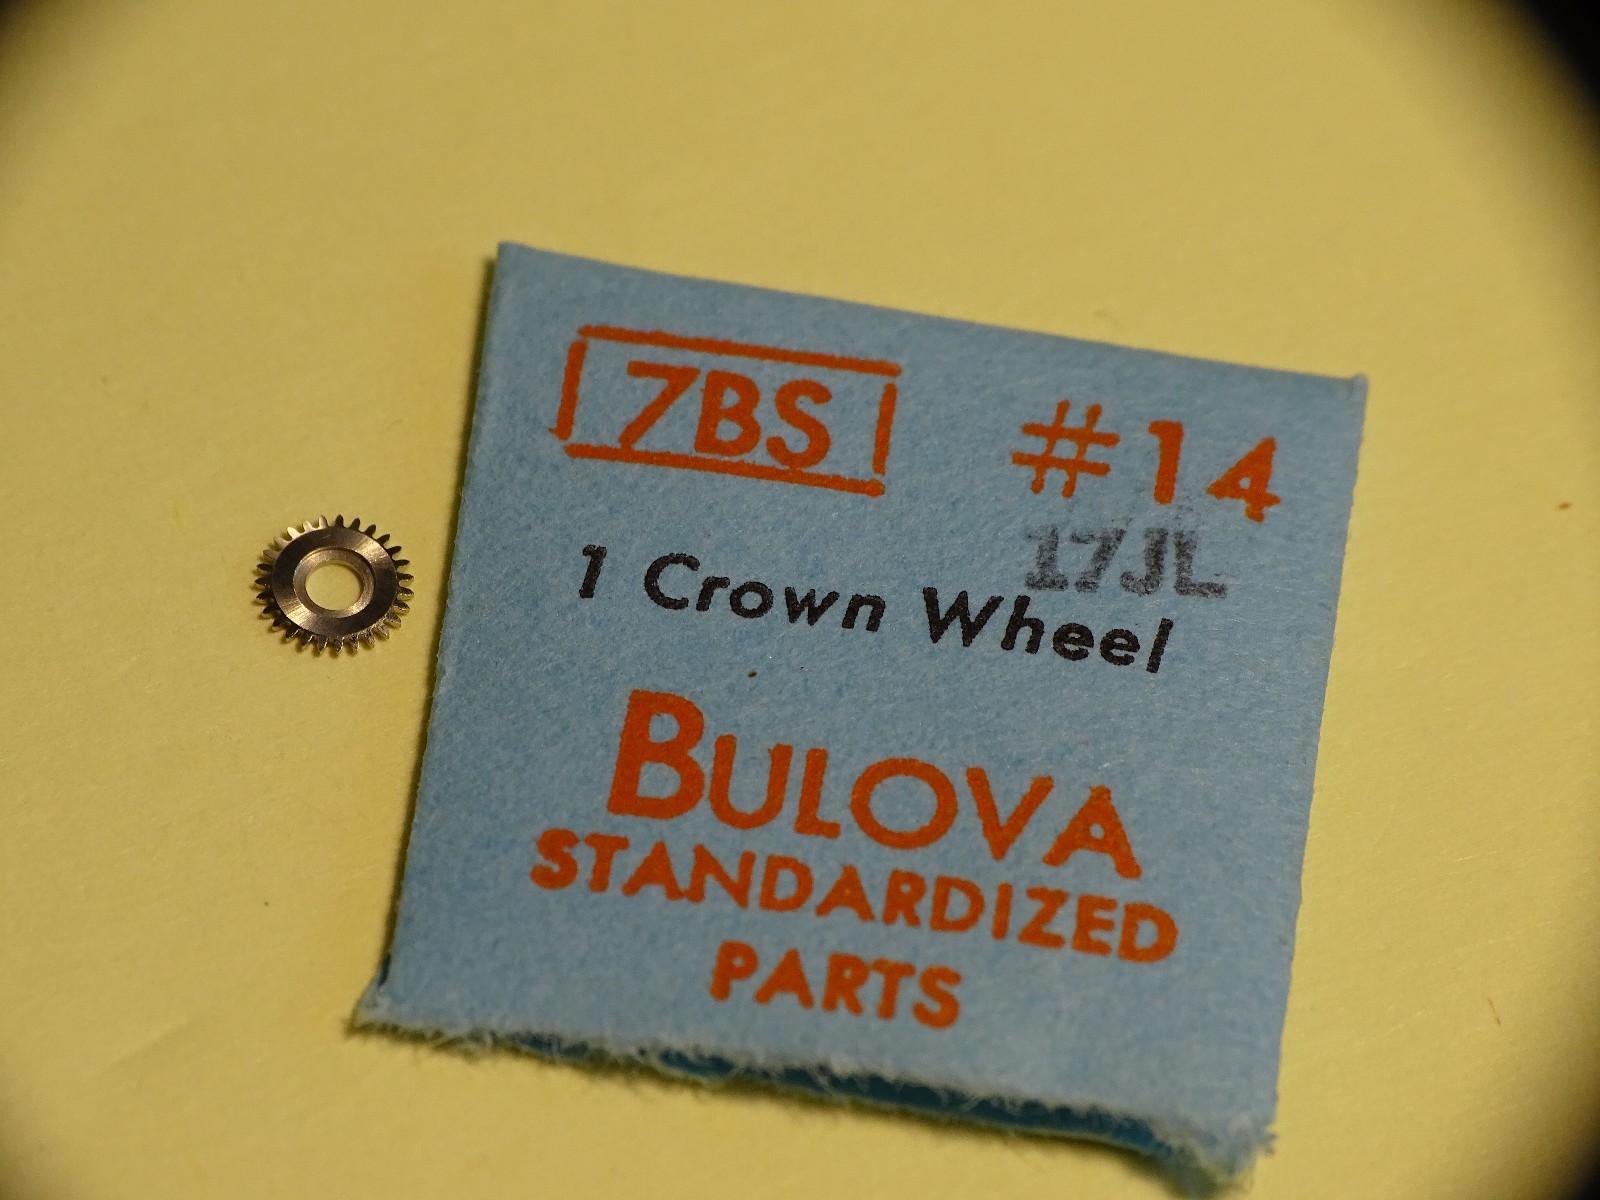 7BS #14
17JL
1 Crown Wheel
BULOVA
STANDARDIZED
PARTS